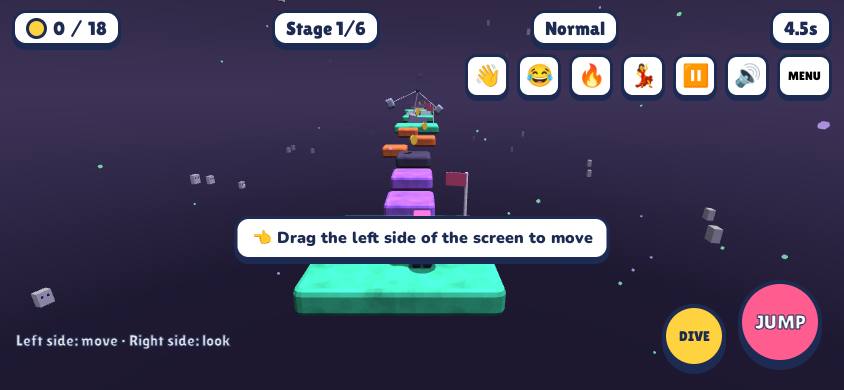 0 / 18
Stage 1/6
Normal
4.5s
MENU
Drag the left side of the screen to move
Left side: move · Right side: look
DIVE
JUMP